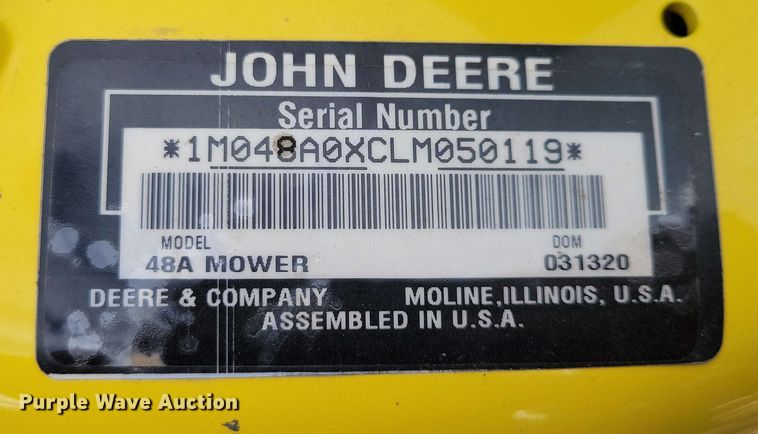 JOHN DEERE
Serial Number
*1M048A0XCLM050119*
MODEL DOM
48A MOWER 031320
DEERE & COMPANY MOLINE, ILLINOIS, U.S.A.
ASSEMBLED IN U.S.A.
Purple Wave Auction